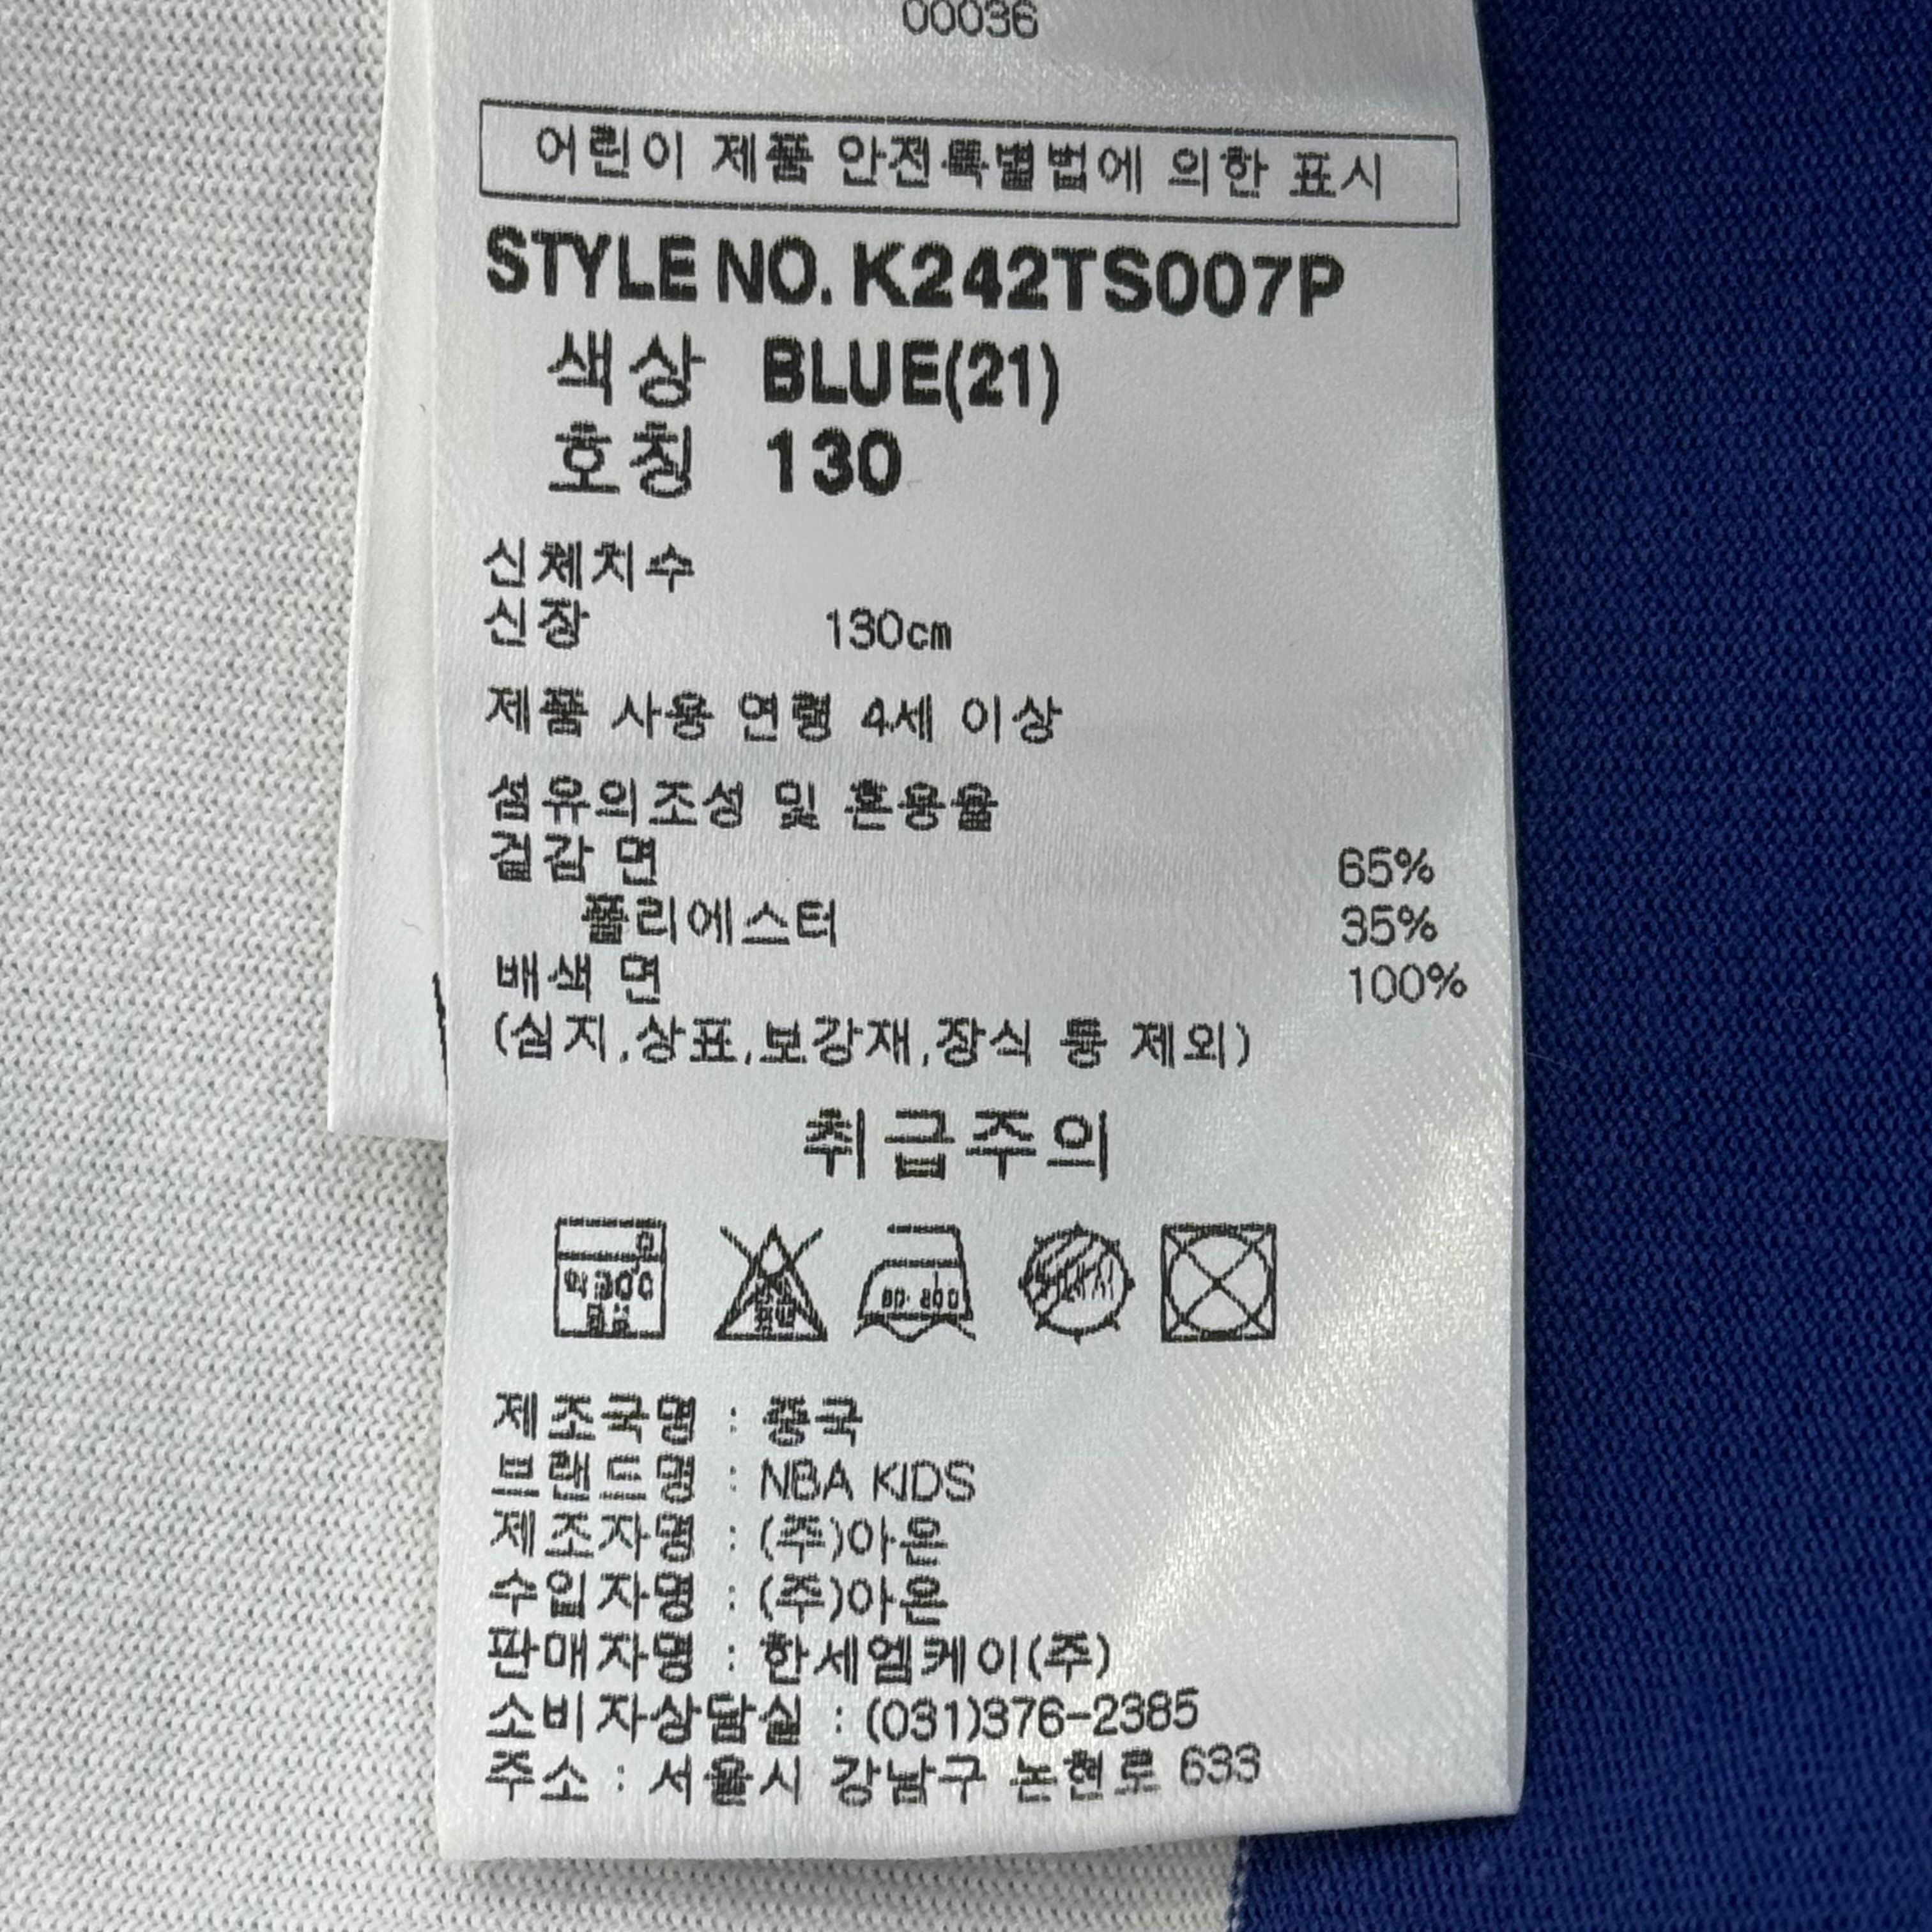 00036
어린이 제품 안전특별법에 의한 표시
STYLE NO. K242TS007P
색상 BLUE(21)
호칭 130
신체치수
신장 130cm
제품 사용 연령 4세 이상
섬유의조성 및 혼용율
겉감 면 65%
폴리에스터 35%
배색 면 100%
(심지,상표,보강재,장식 등 제외)
취급주의
제조국명 : 중국
브랜드명 : NBA KIDS
제조자명 : (주)아온
수입자명 : (주)아온
판매자명 : 한세엠케이(주)
소비자상담실 : (031)376-2385
주소 : 서울시 강남구 논현로 633